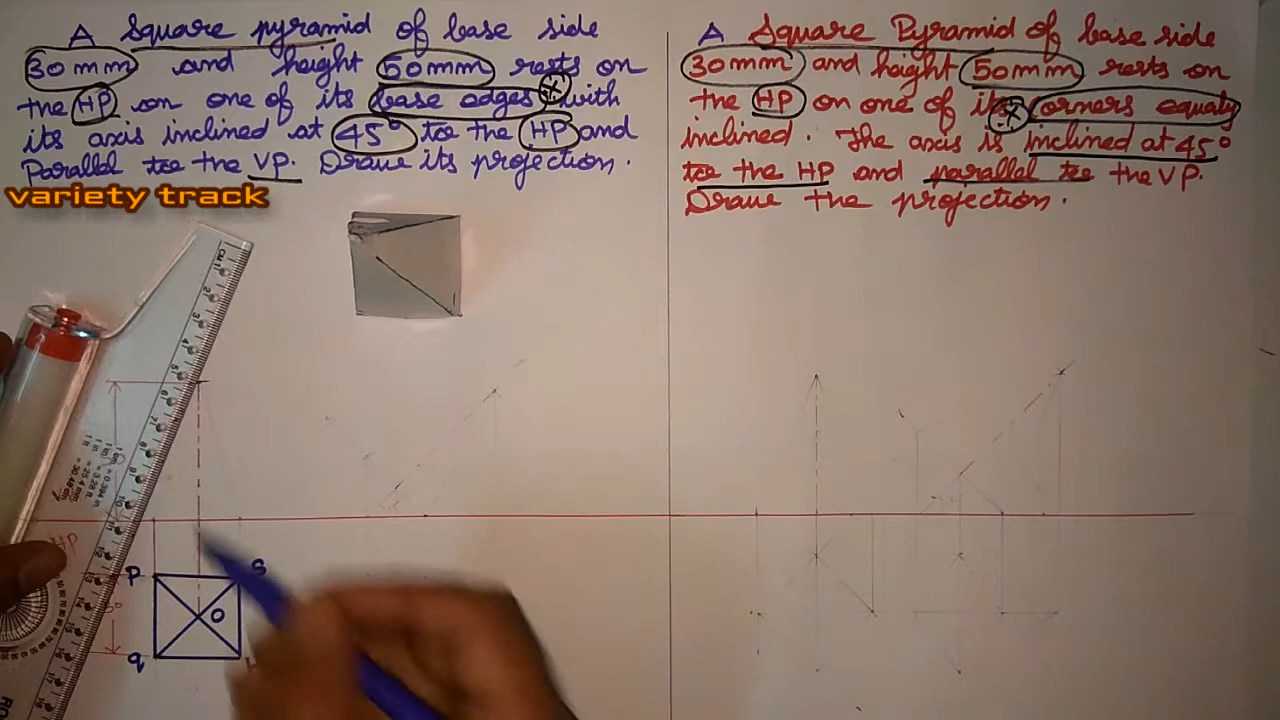 A Square pyramid of base side
30mm and height 50mm rests on
the HP on one of its base edges with
its axis inclined at 45° to the HP and
Parallel to the VP. Draw its projection.
variety track
A Square Pyramid of base side
30mm and height 50mm rests on
the HP on one of its corners equaly
inclined. The axis is inclined at 45°
to the HP and parallel to the VP.
Draw the projection.
HP
P S
O
q